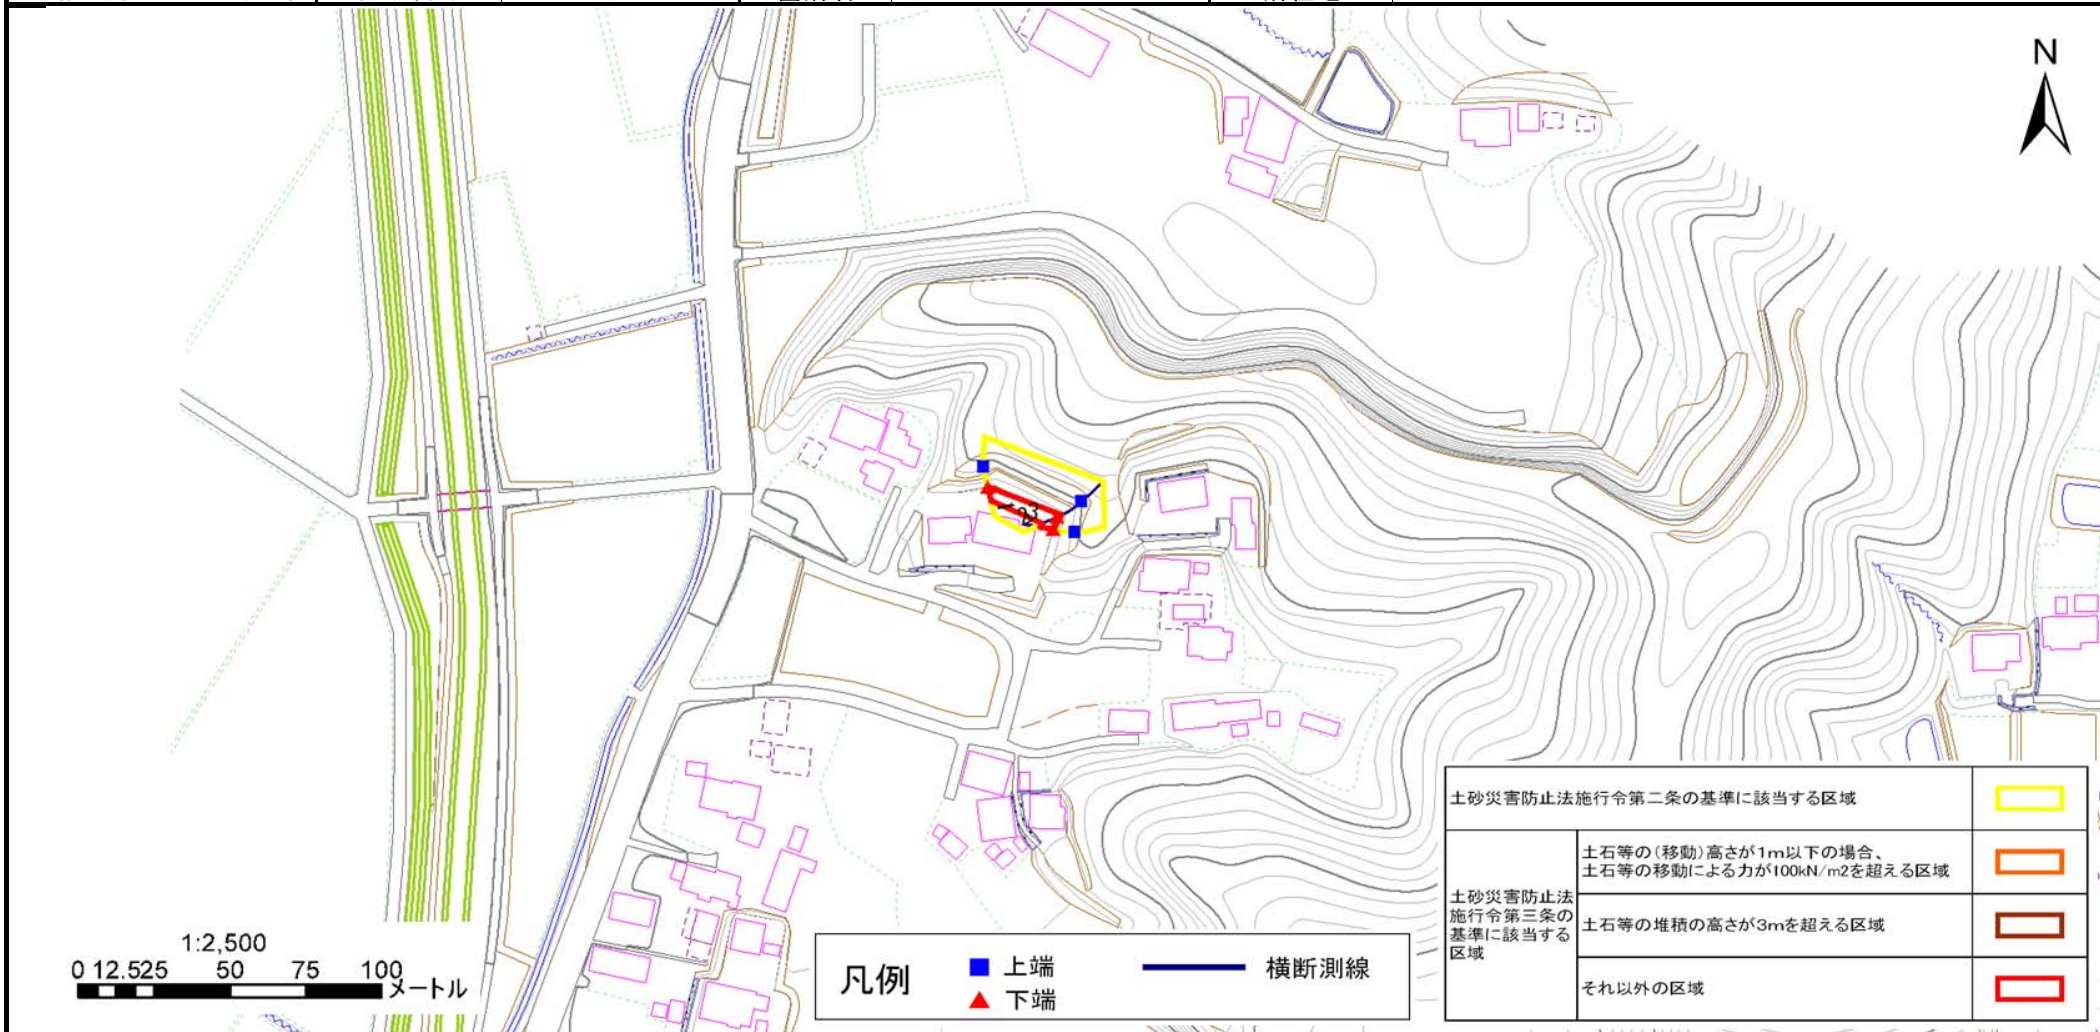 N
23
1:2,500
0 12.525 50 75 100
メートル
凡例
上端
下端
横断測線
土砂災害防止法施行令第二条の基準に該当する区域
土砂災害防止法
施行令第三条の
基準に該当する
区域
土石等の(移動)高さが1m以下の場合、
土石等の移動による力が100kN/m2を超える区域
土石等の堆積の高さが3mを超える区域
それ以外の区域